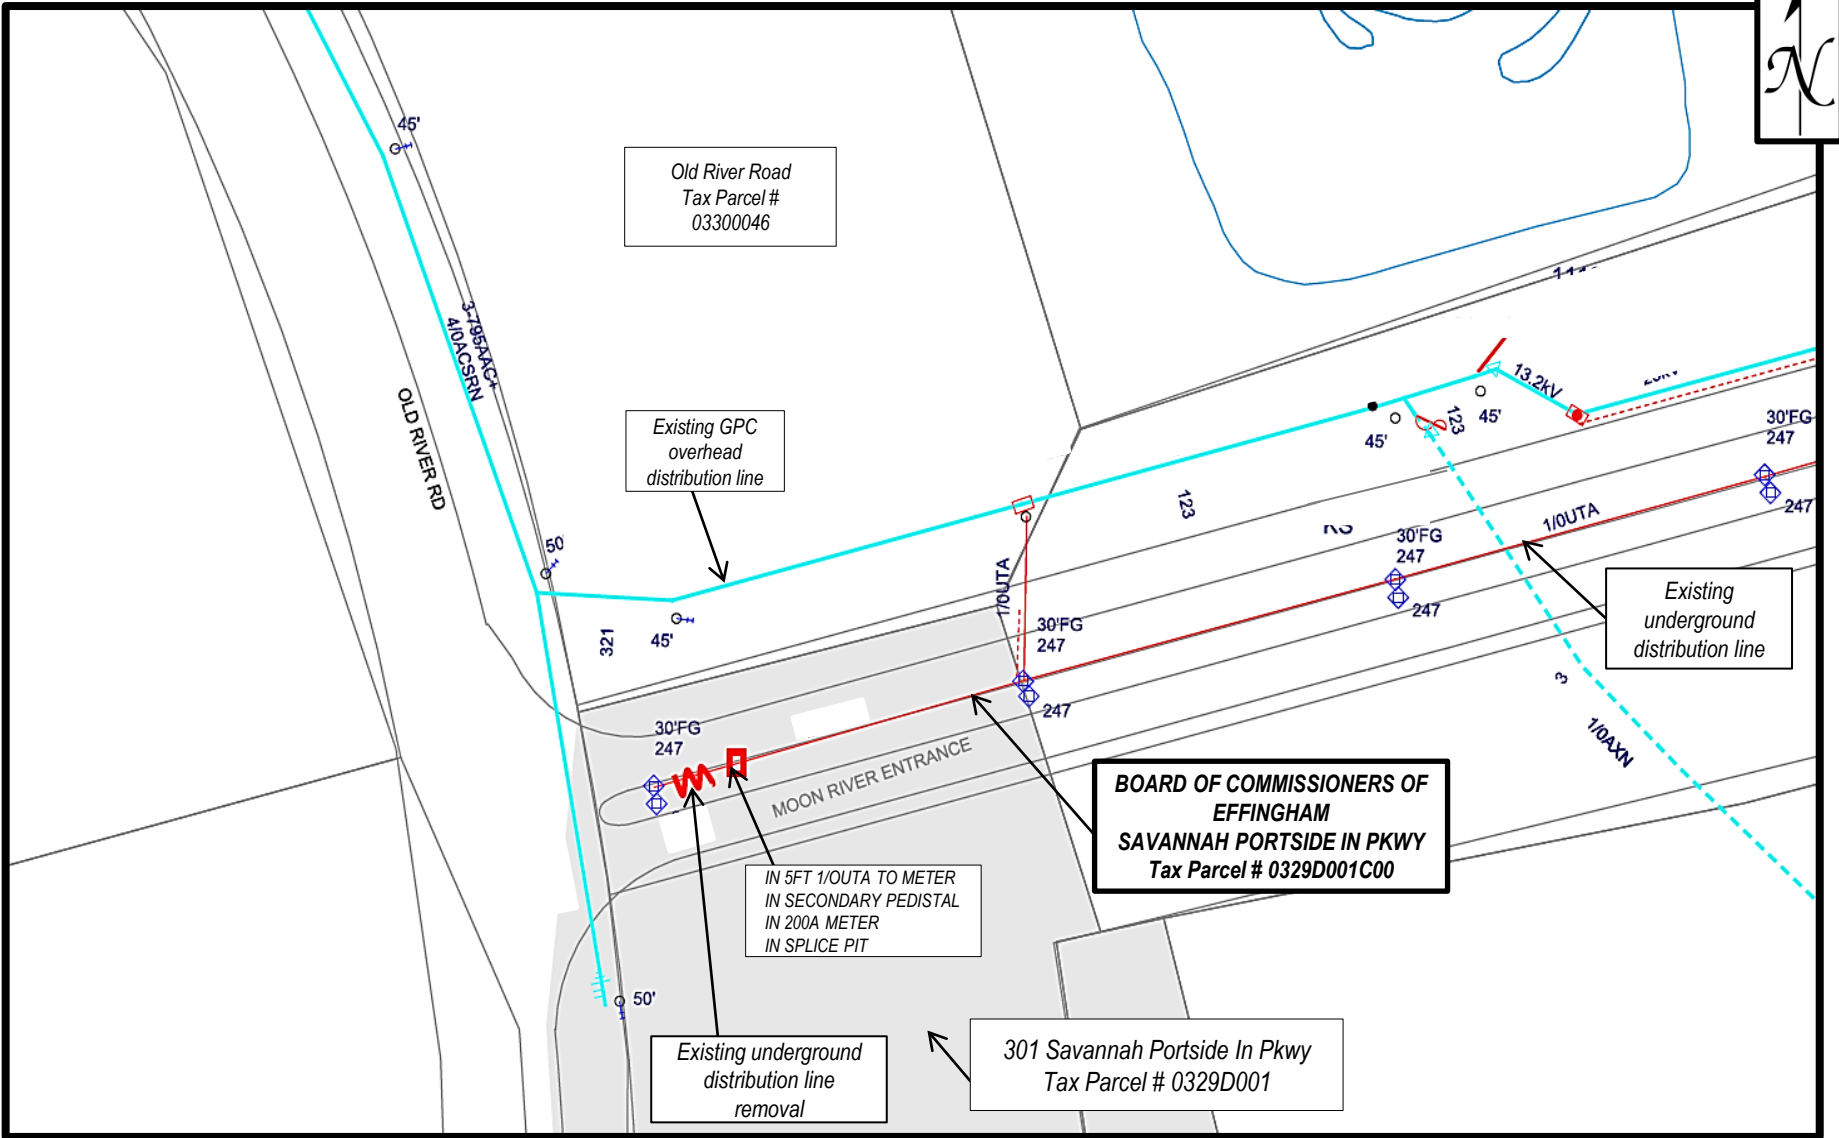 N
45'
Old River Road
Tax Parcel #
03300046
3-795AAC+
4/0ACSRN
OLD RIVER RD
Existing GPC
overhead
distribution line
13.2kV
123
45'
45'
30'FG
247
247
123
1/0UTA
30'FG
247
247
50
1/0UTA
Existing
underground
distribution line
321
45'
30'FG
247
247
3
30'FG
247
1/0AXN
MOON RIVER ENTRANCE
BOARD OF COMMISSIONERS OF
EFFINGHAM
SAVANNAH PORTSIDE IN PKWY
Tax Parcel # 0329D001C00
IN 5FT 1/OUTA TO METER
IN SECONDARY PEDISTAL
IN 200A METER
IN SPLICE PIT
50'
Existing underground
distribution line
removal
301 Savannah Portside In Pkwy
Tax Parcel # 0329D001